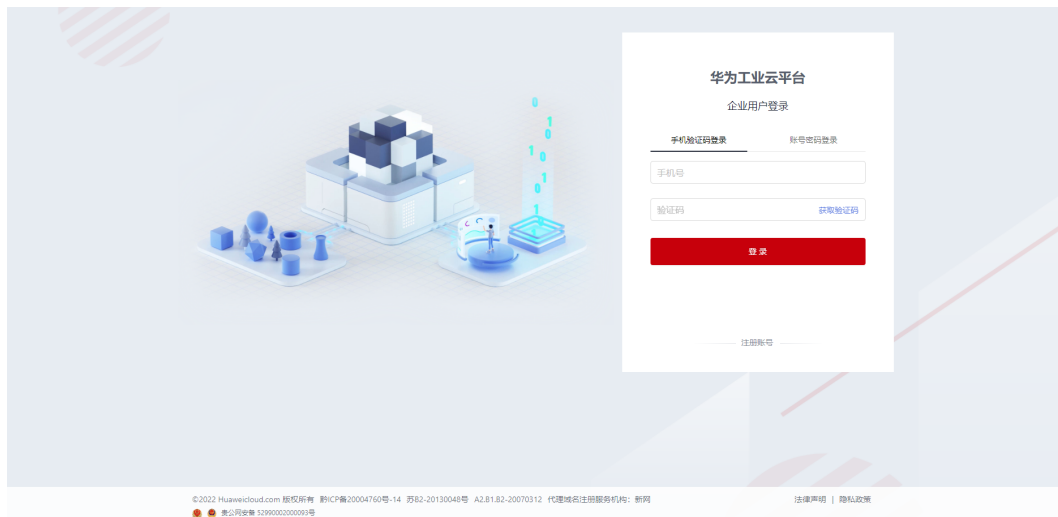 华为工业云平台
企业用户登录
手机验证码登录 账号密码登录
手机号
验证码 获取验证码
登 录
注册账号
©2022 Huaweicloud.com 版权所有 黔ICP备20004760号-14 苏B2-20130048号 A2.B1.B2-20070312 代理域名注册服务机构：新网 法律声明 | 隐私政策
贵公网安备 52990002000093号